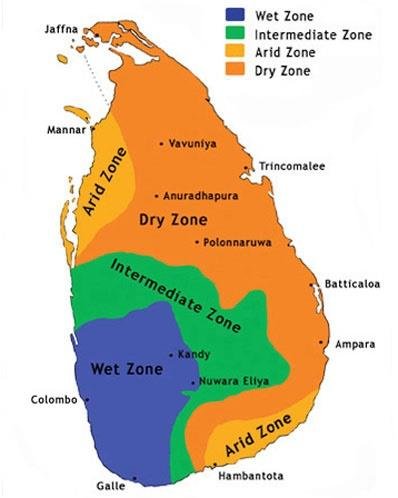 Jaffna
Wet Zone
Intermediate Zone
Arid Zone
Dry Zone
Mannar
Vavuniya
Trincomalee
Arid Zone
Anuradhapura
Dry Zone
Polonnaruwa
Intermediate Zone
Batticaloa
Ampara
Kandy
Wet Zone
Nuwara Eliya
Colombo
Arid Zone
Galle
Hambantota